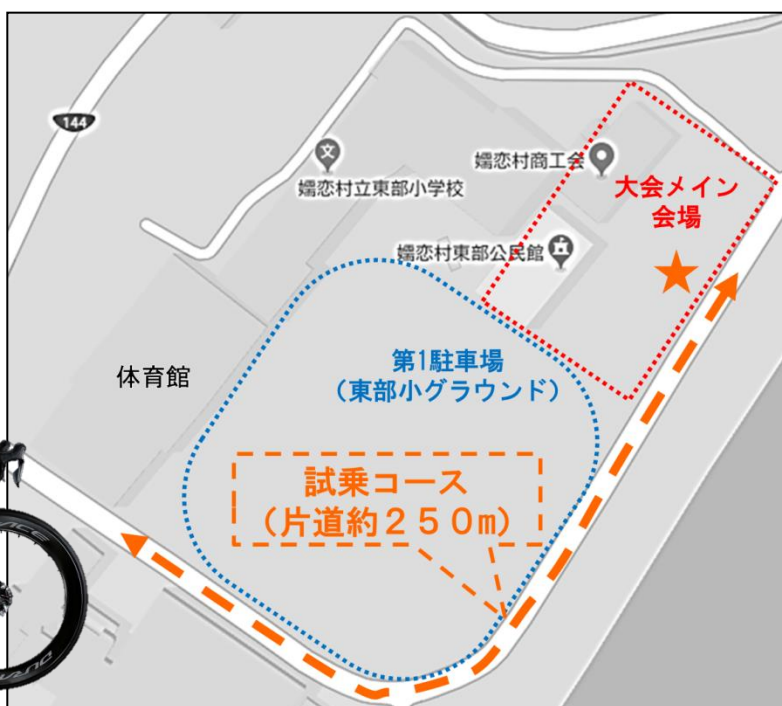 144
嬬恋村商工会
嬬恋村立東部小学校
大会メイン
会場
嬬恋村東部公民館
体育館
第1駐車場
（東部小グラウンド）
試乗コース
（片道約２５０ｍ）